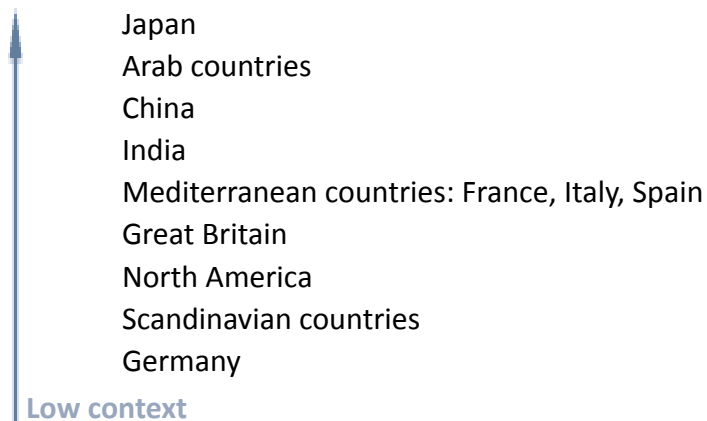 Japan
Arab countries
China
India
Mediterranean countries: France, Italy, Spain
Great Britain
North America
Scandinavian countries
Germany
Low context